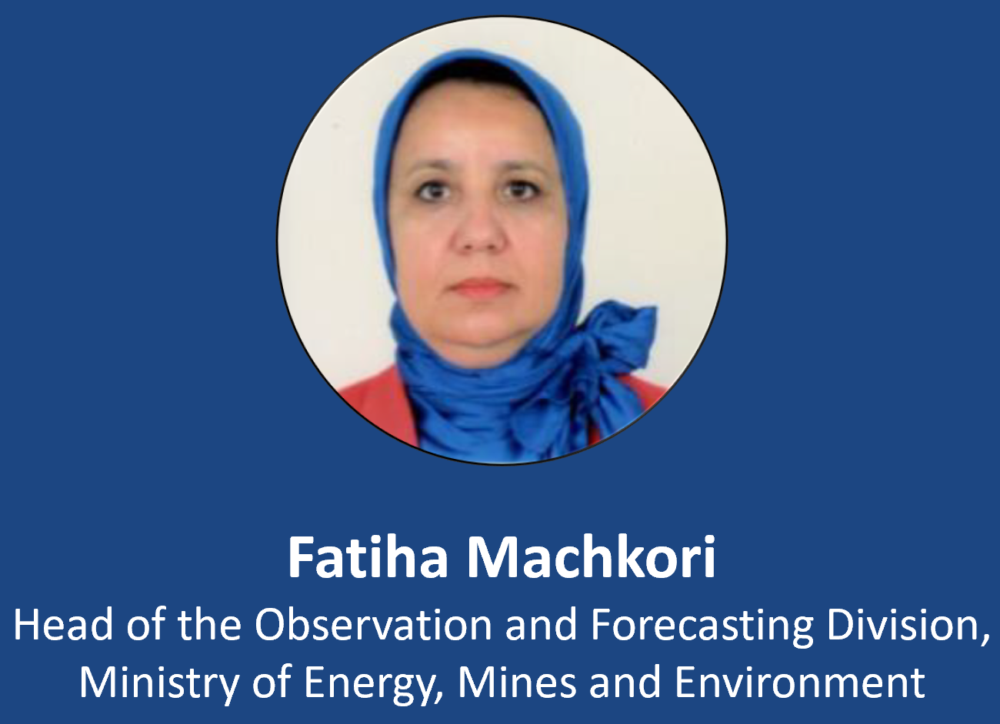 Fatiha Machkori
Head of the Observation and Forecasting Division,
Ministry of Energy, Mines and Environment